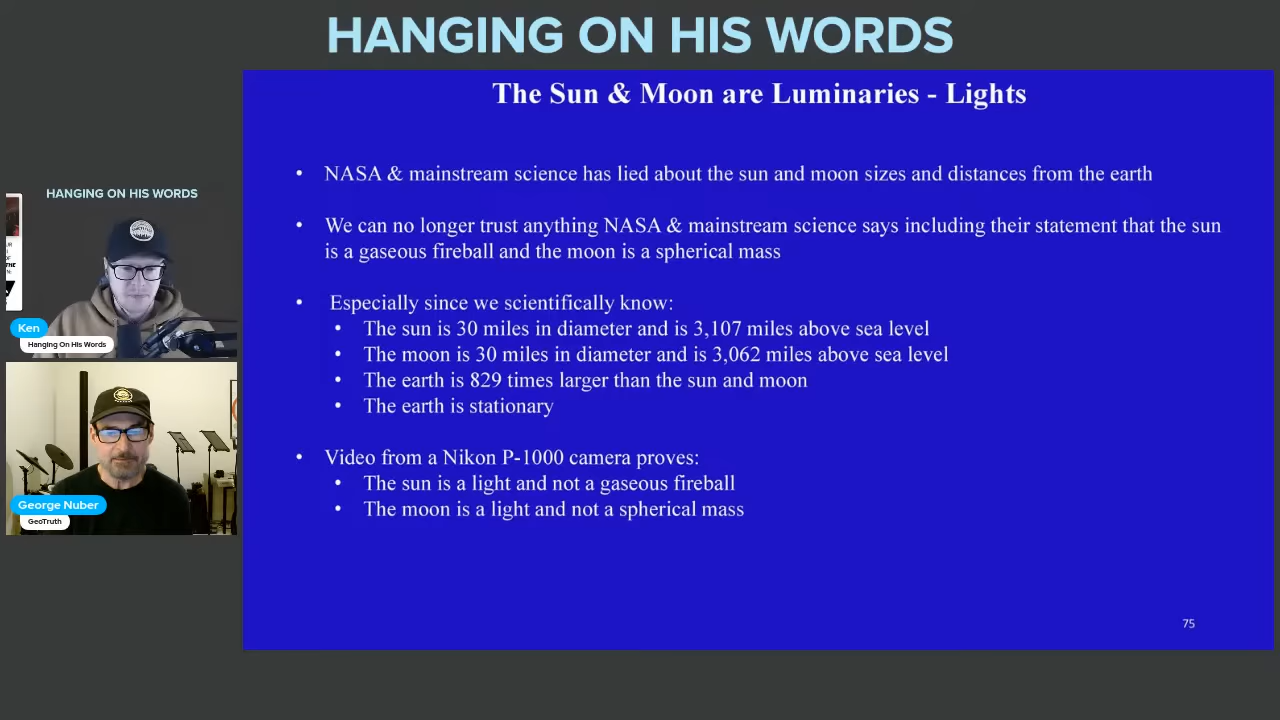 HANGING ON HIS WORDS
The Sun & Moon are Luminaries - Lights
• NASA & mainstream science has lied about the sun and moon sizes and distances from the earth
• We can no longer trust anything NASA & mainstream science says including their statement that the sun
is a gaseous fireball and the moon is a spherical mass
• Especially since we scientifically know:
• The sun is 30 miles in diameter and is 3,107 miles above sea level
• The moon is 30 miles in diameter and is 3,062 miles above sea level
• The earth is 829 times larger than the sun and moon
• The earth is stationary
• Video from a Nikon P-1000 camera proves:
• The sun is a light and not a gaseous fireball
• The moon is a light and not a spherical mass
75
HANGING ON HIS WORDS
Ken
Hanging On His Words
George Nuber
GeoTruth